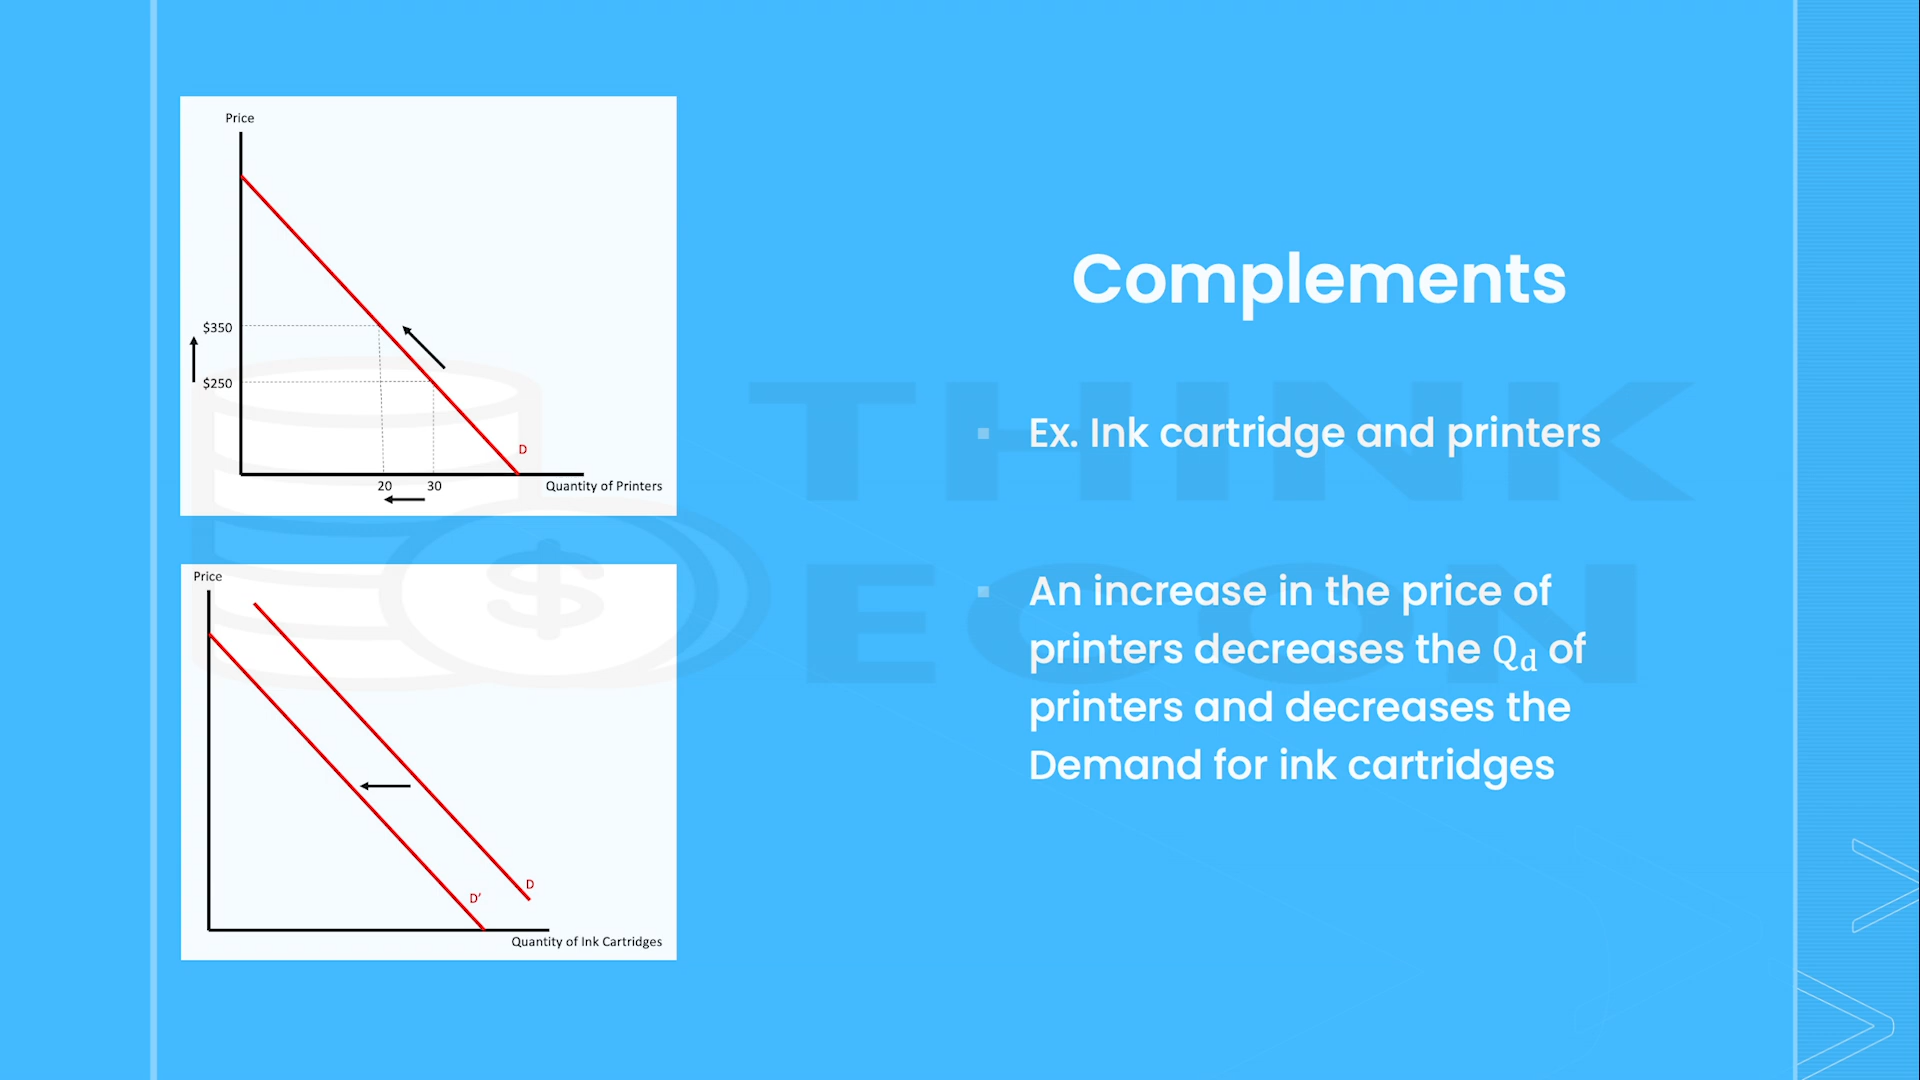 Price
$350
$250
D
20 30
Quantity of Printers
Price
D
D'
Quantity of Ink Cartridges
Complements
Ex. Ink cartridge and printers
An increase in the price of
printers decreases the Qd of
printers and decreases the
Demand for ink cartridges
THINK
ECON
$